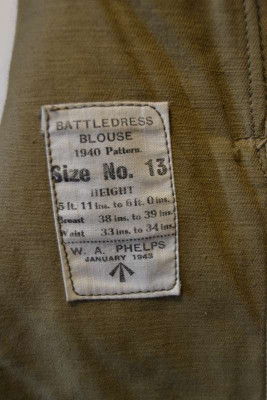 BATTLEDRESS
BLOUSE
1940 Pattern.
Size No. 13
HEIGHT
5 ft. 11 ins. to 6 ft. 0 ins.
Breast 38 ins. to 39 ins.
Waist 33 ins. to 34 ins.
W. A. PHELPS
JANUARY 1943